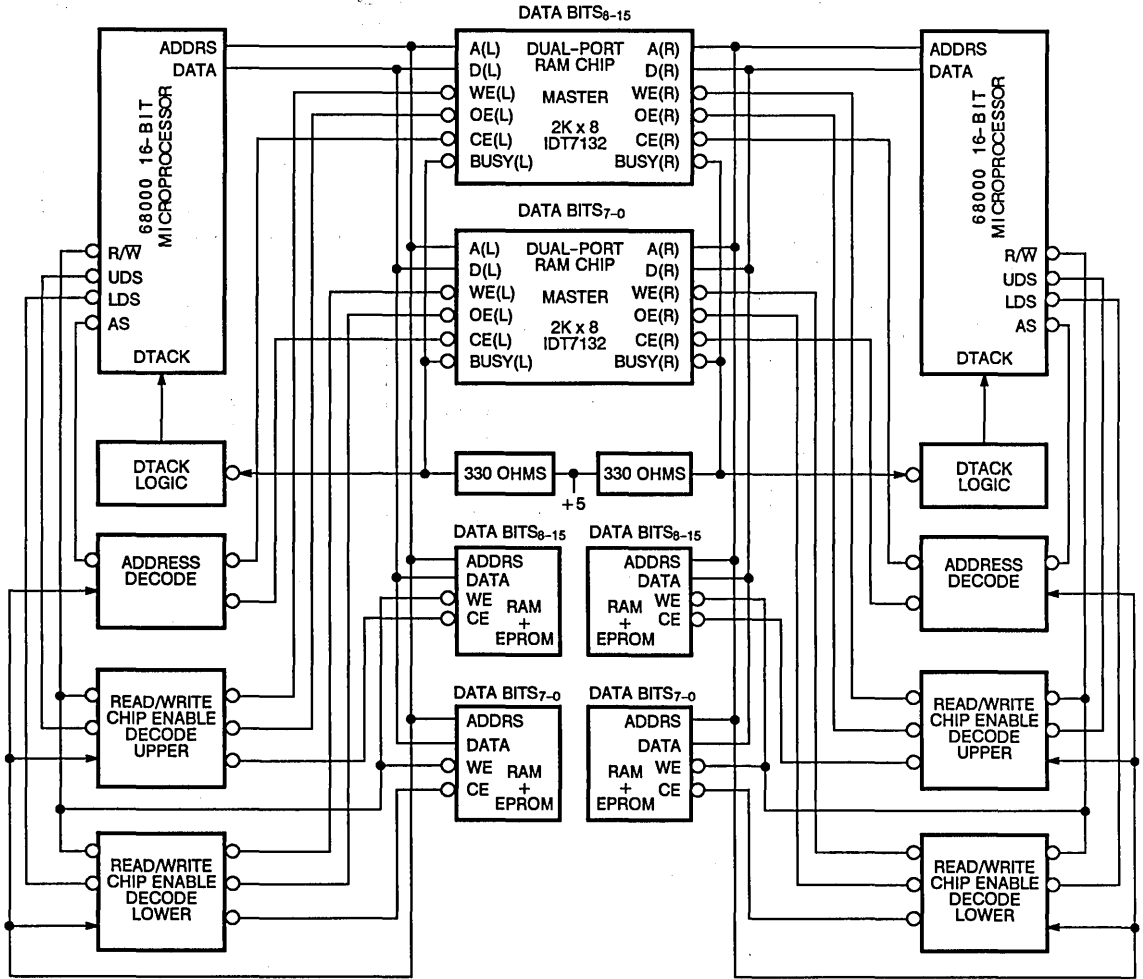 DATA BITS8–15
ADDRS
DATA
68000 16-BIT
MICROPROCESSOR
R/W̅
UDS
LDS
AS
DTACK
A(L)
D(L)
WE(L)
OE(L)
CE(L)
BUSY(L)
DUAL-PORT
RAM CHIP
MASTER
2K x 8
IDT7132
A(R)
D(R)
WE(R)
OE(R)
CE(R)
BUSY(R)
ADDRS
DATA
68000 16-BIT
MICROPROCESSOR
R/W̅
UDS
LDS
AS
DTACK
DATA BITS7–0
A(L)
D(L)
WE(L)
OE(L)
CE(L)
BUSY(L)
DUAL-PORT
RAM CHIP
MASTER
2K x 8
IDT7132
A(R)
D(R)
WE(R)
OE(R)
CE(R)
BUSY(R)
DTACK
LOGIC
330 OHMS
+5
330 OHMS
DTACK
LOGIC
ADDRESS
DECODE
DATA BITS8–15
ADDRS
DATA
WE
CE
RAM
+
EPROM
DATA BITS8–15
ADDRS
DATA
WE
CE
RAM
+
EPROM
ADDRESS
DECODE
READ/WRITE
CHIP ENABLE
DECODE
UPPER
DATA BITS7–0
ADDRS
DATA
WE
CE
RAM
+
EPROM
DATA BITS7–0
ADDRS
DATA
WE
CE
RAM
+
EPROM
READ/WRITE
CHIP ENABLE
DECODE
UPPER
READ/WRITE
CHIP ENABLE
DECODE
LOWER
READ/WRITE
CHIP ENABLE
DECODE
LOWER